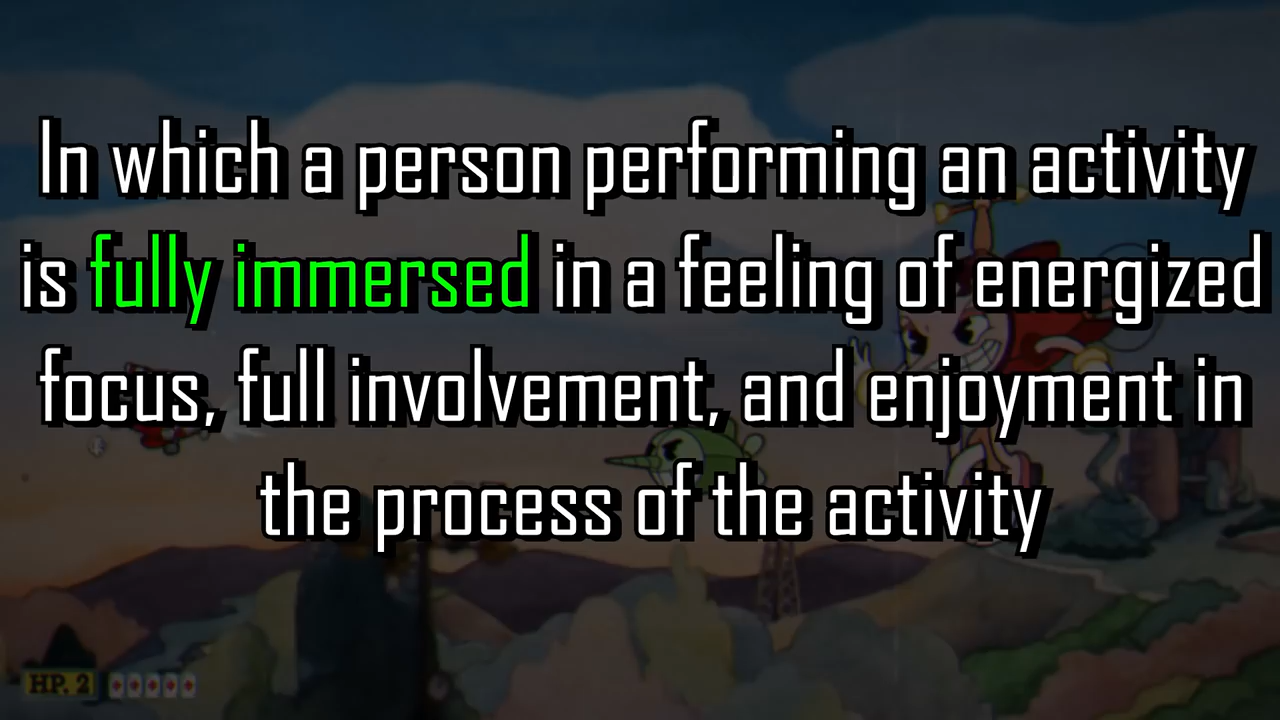 In which a person performing an activity
is fully immersed in a feeling of energized
focus, full involvement, and enjoyment in
the process of the activity
HP. 2